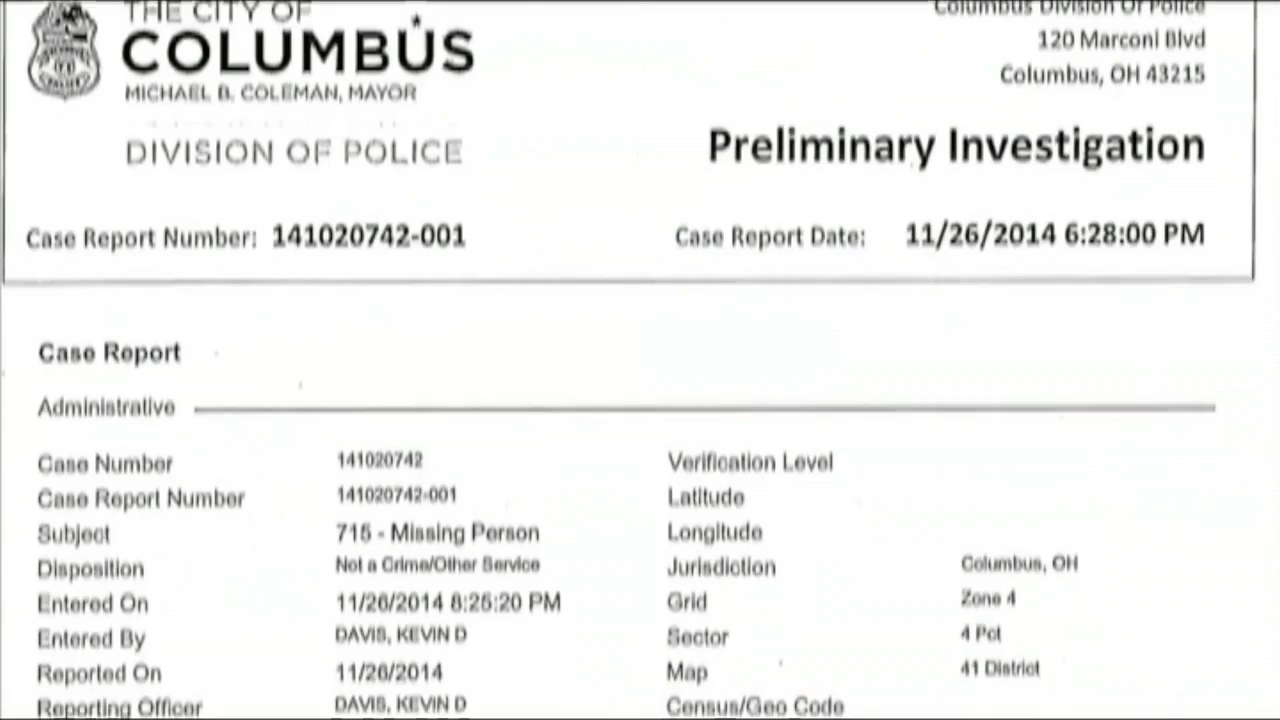 THE CITY OF
COLUMBUS
MICHAEL B. COLEMAN, MAYOR
DIVISION OF POLICE
Columbus Division Of Police
120 Marconi Blvd
Columbus, OH 43215
Preliminary Investigation
Case Report Number: 141020742-001
Case Report Date: 11/26/2014 6:28:00 PM
Case Report
Administrative
Case Number 141020742
Case Report Number 141020742-001
Subject 715 - Missing Person
Disposition Not a Crime/Other Service
Entered On 11/26/2014 8:25:20 PM
Entered By DAVIS, KEVIN D
Reported On 11/26/2014
Reporting Officer DAVIS, KEVIN D
Verification Level
Latitude
Longitude
Jurisdiction Columbus, OH
Grid Zone 4
Sector 4 Pct
Map 41 District
Census/Geo Code